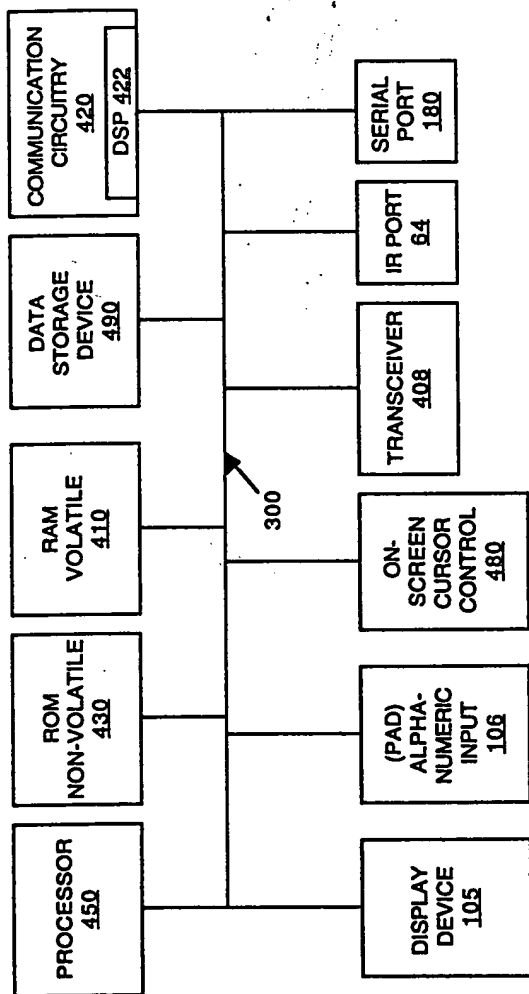 PROCESSOR
450
ROM
NON-VOLATILE
430
RAM
VOLATILE
410
DATA
STORAGE
DEVICE
490
COMMUNICATION
CIRCUITRY
420
DSP 422
300
DISPLAY
DEVICE
105
(PAD)
ALPHA-
NUMERIC
INPUT
106
ON-
SCREEN
CURSOR
CONTROL
480
TRANSCEIVER
408
IR PORT
64
SERIAL
PORT
180